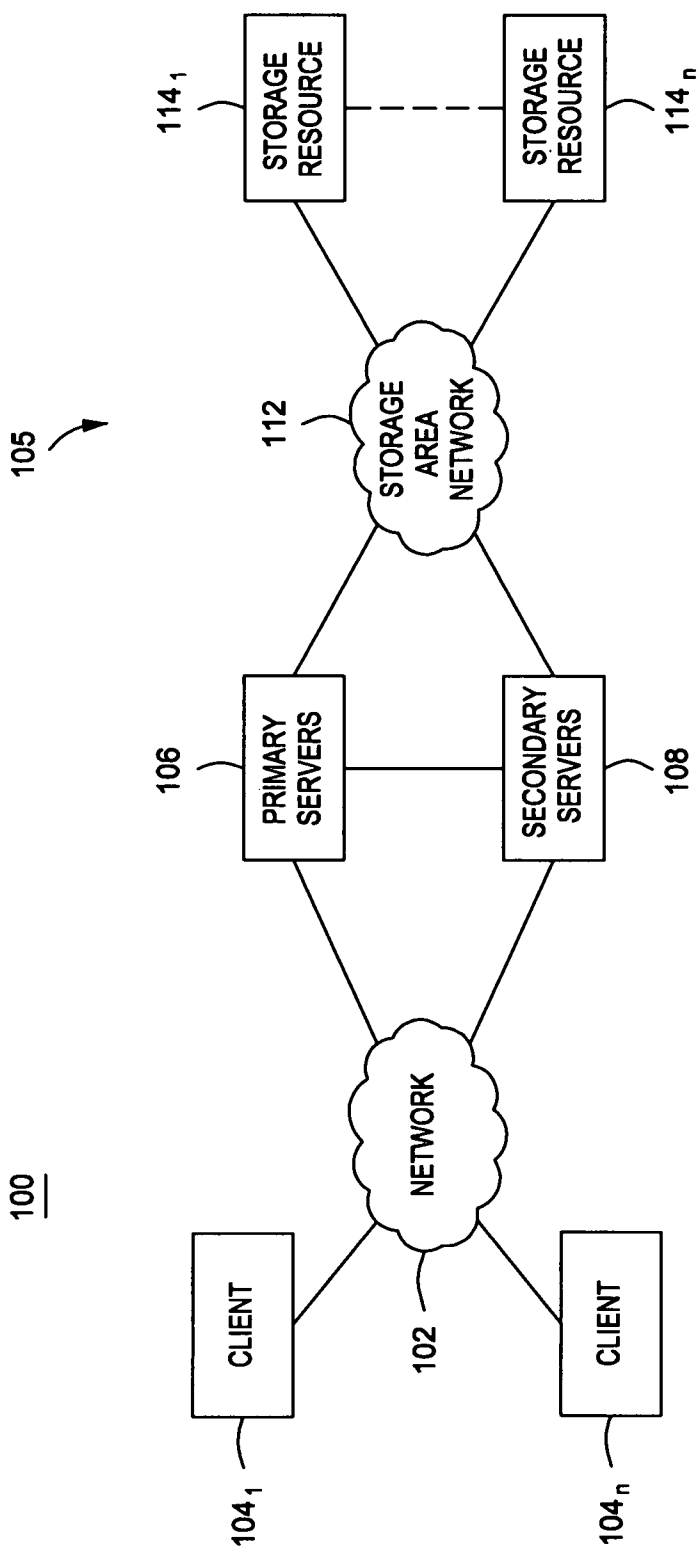 100
105
CLIENT
104₁
CLIENT
104ₙ
NETWORK
102
106
PRIMARY
SERVERS
SECONDARY
SERVERS
108
112
STORAGE
AREA
NETWORK
STORAGE
RESOURCE
114₁
STORAGE
RESOURCE
114ₙ